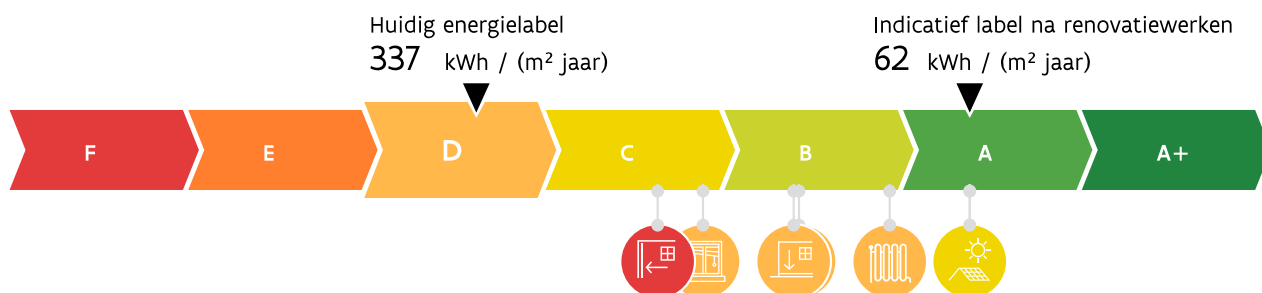 Huidig energielabel
337 kWh / (m² jaar)
Indicatief label na renovatiewerken
62 kWh / (m² jaar)
F E D C B A A+